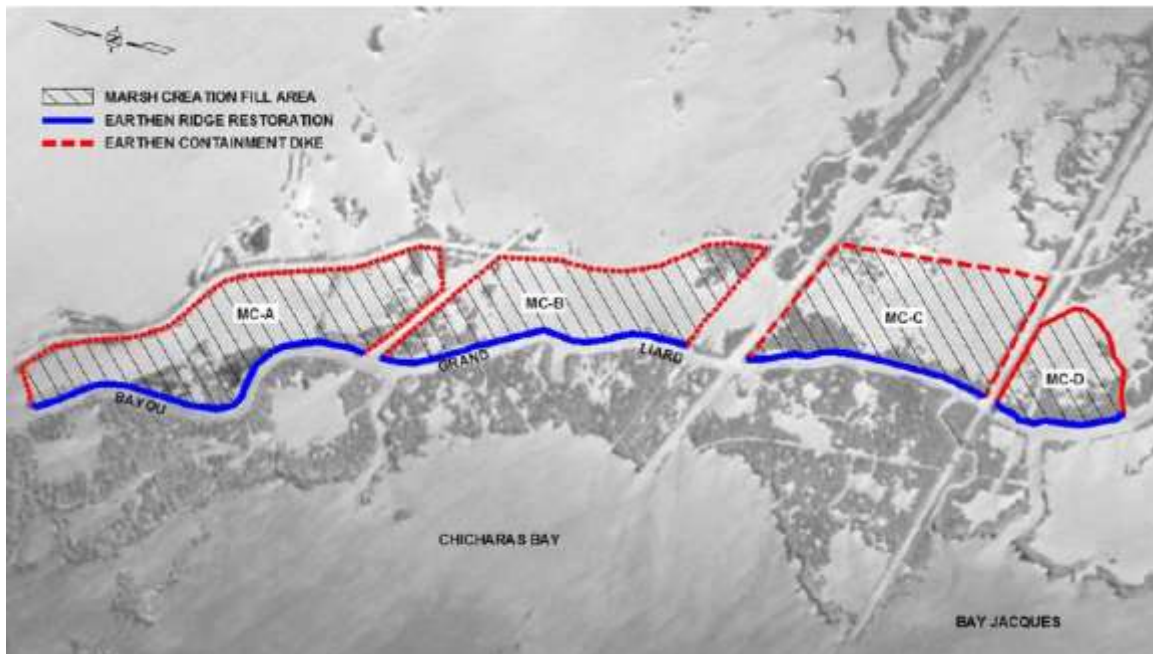 MARSH CREATION FILL AREA
EARTHEN RIDGE RESTORATION
EARTHEN CONTAINMENT DIKE
MC-A
MC-B
MC-C
MC-D
BAYOU
GRAND
LIARD
CHICHARAS BAY
BAY JACQUES